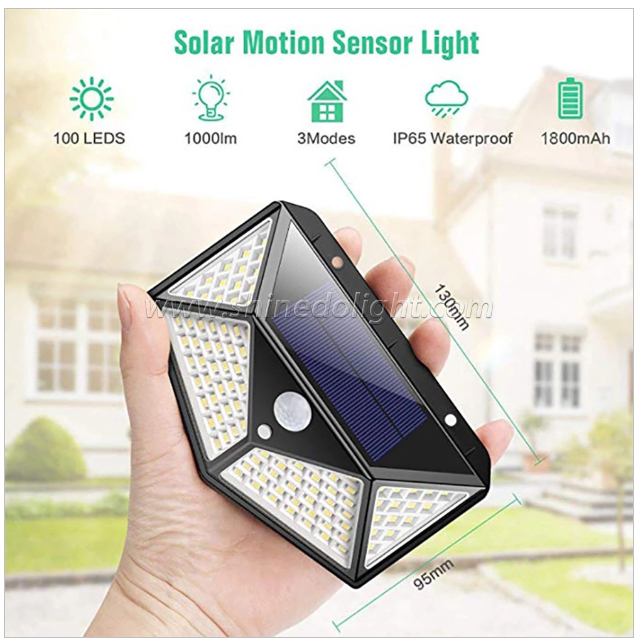 Solar Motion Sensor Light
100 LEDS 1000lm 3Modes IP65 Waterproof 1800mAh
www.shinedolight.com
130mm
95mm